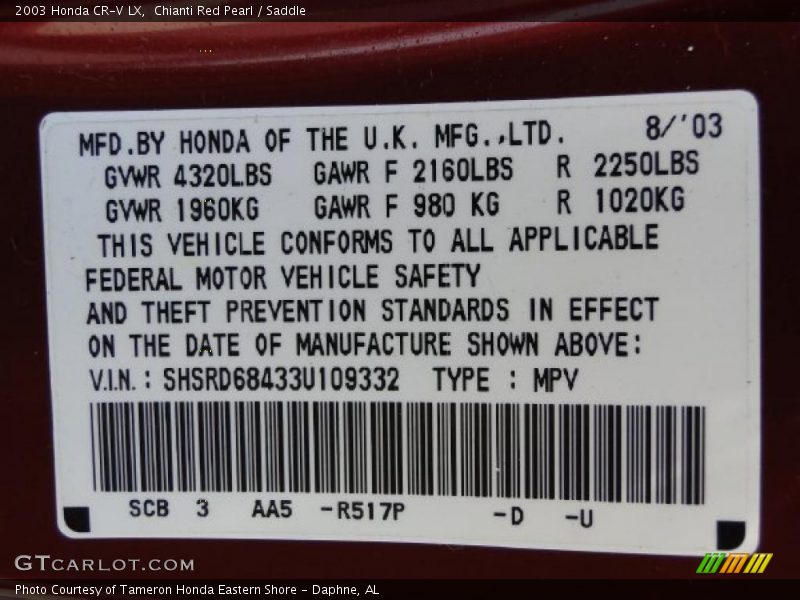 2003 Honda CR-V LX,  Chianti Red Pearl / Saddle
MFD.BY HONDA OF THE U.K. MFG.,LTD. 8/'03
GVWR 4320LBS GAWR F 2160LBS R 2250LBS
GVWR 1960KG GAWR F 980 KG R 1020KG
THIS VEHICLE CONFORMS TO ALL APPLICABLE
FEDERAL MOTOR VEHICLE SAFETY
AND THEFT PREVENTION STANDARDS IN EFFECT
ON THE DATE OF MANUFACTURE SHOWN ABOVE:
V.I.N.: SHSRD68433U109332 TYPE : MPV
SCB 3 AA5 -R517P -D -U
GTCARLOT.COM
Photo Courtesy of Tameron Honda Eastern Shore - Daphne, AL